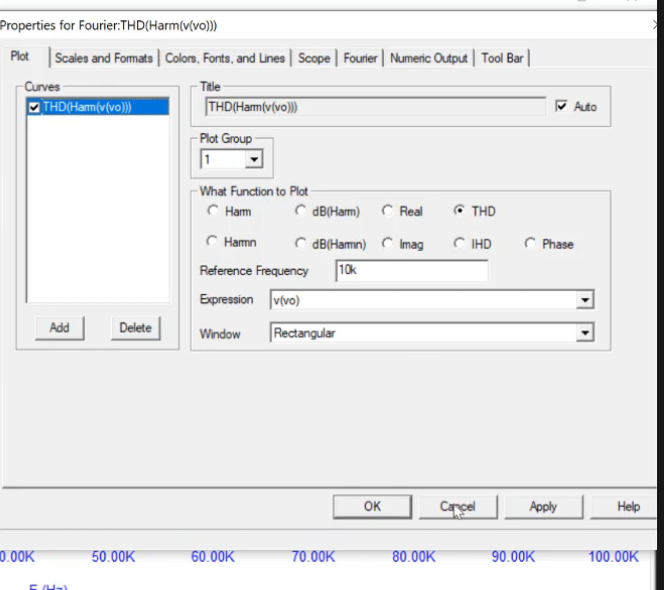 Properties for Fourier:THD(Harm(v(vo)))
Plot Scales and Formats Colors, Fonts, and Lines Scope Fourier Numeric Output Tool Bar
Curves
THD(Harm(v(vo)))
Add Delete
Title
THD(Harm(v(vo))) Auto
Plot Group
1
What Function to Plot
Harm dB(Harm) Real THD
Hamn dB(Hamn) Imag IHD Phase
Reference Frequency 10k
Expression v(vo)
Window Rectangular
OK Cancel Apply Help
0.00K 50.00K 60.00K 70.00K 80.00K 90.00K 100.00K
F (Hz)